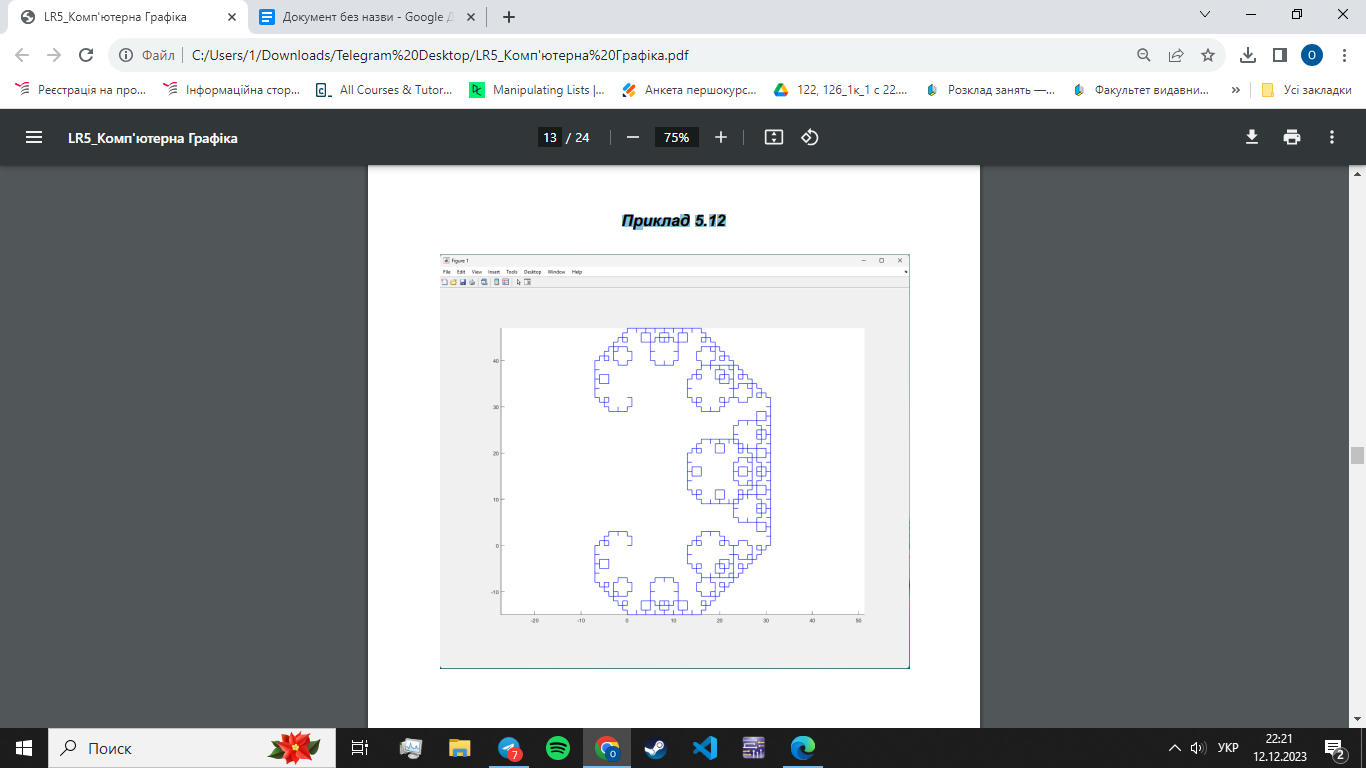 LR5_Комп'ютерна Графіка
Документ без назви - Google Д
Файл C:/Users/1/Downloads/Telegram%20Desktop/LR5_Комп'ютерна%20Графіка.pdf
Реєстрація на про... Інформаційна стор... All Courses & Tutor... Manipulating Lists |... Анкета першокурс... 122, 126_1к_1 с 22.... Розклад занять —... Факультет видавни... » Усі закладки
LR5_Комп'ютерна Графіка 13 / 24 75%
Приклад 5.12
Figure 1
File Edit View Insert Tools Desktop Window Help
40
30
20
10
0
-10
-20 -10 0 10 20 30 40 50
Поиск
7
УКР
22:21
12.12.2023
2